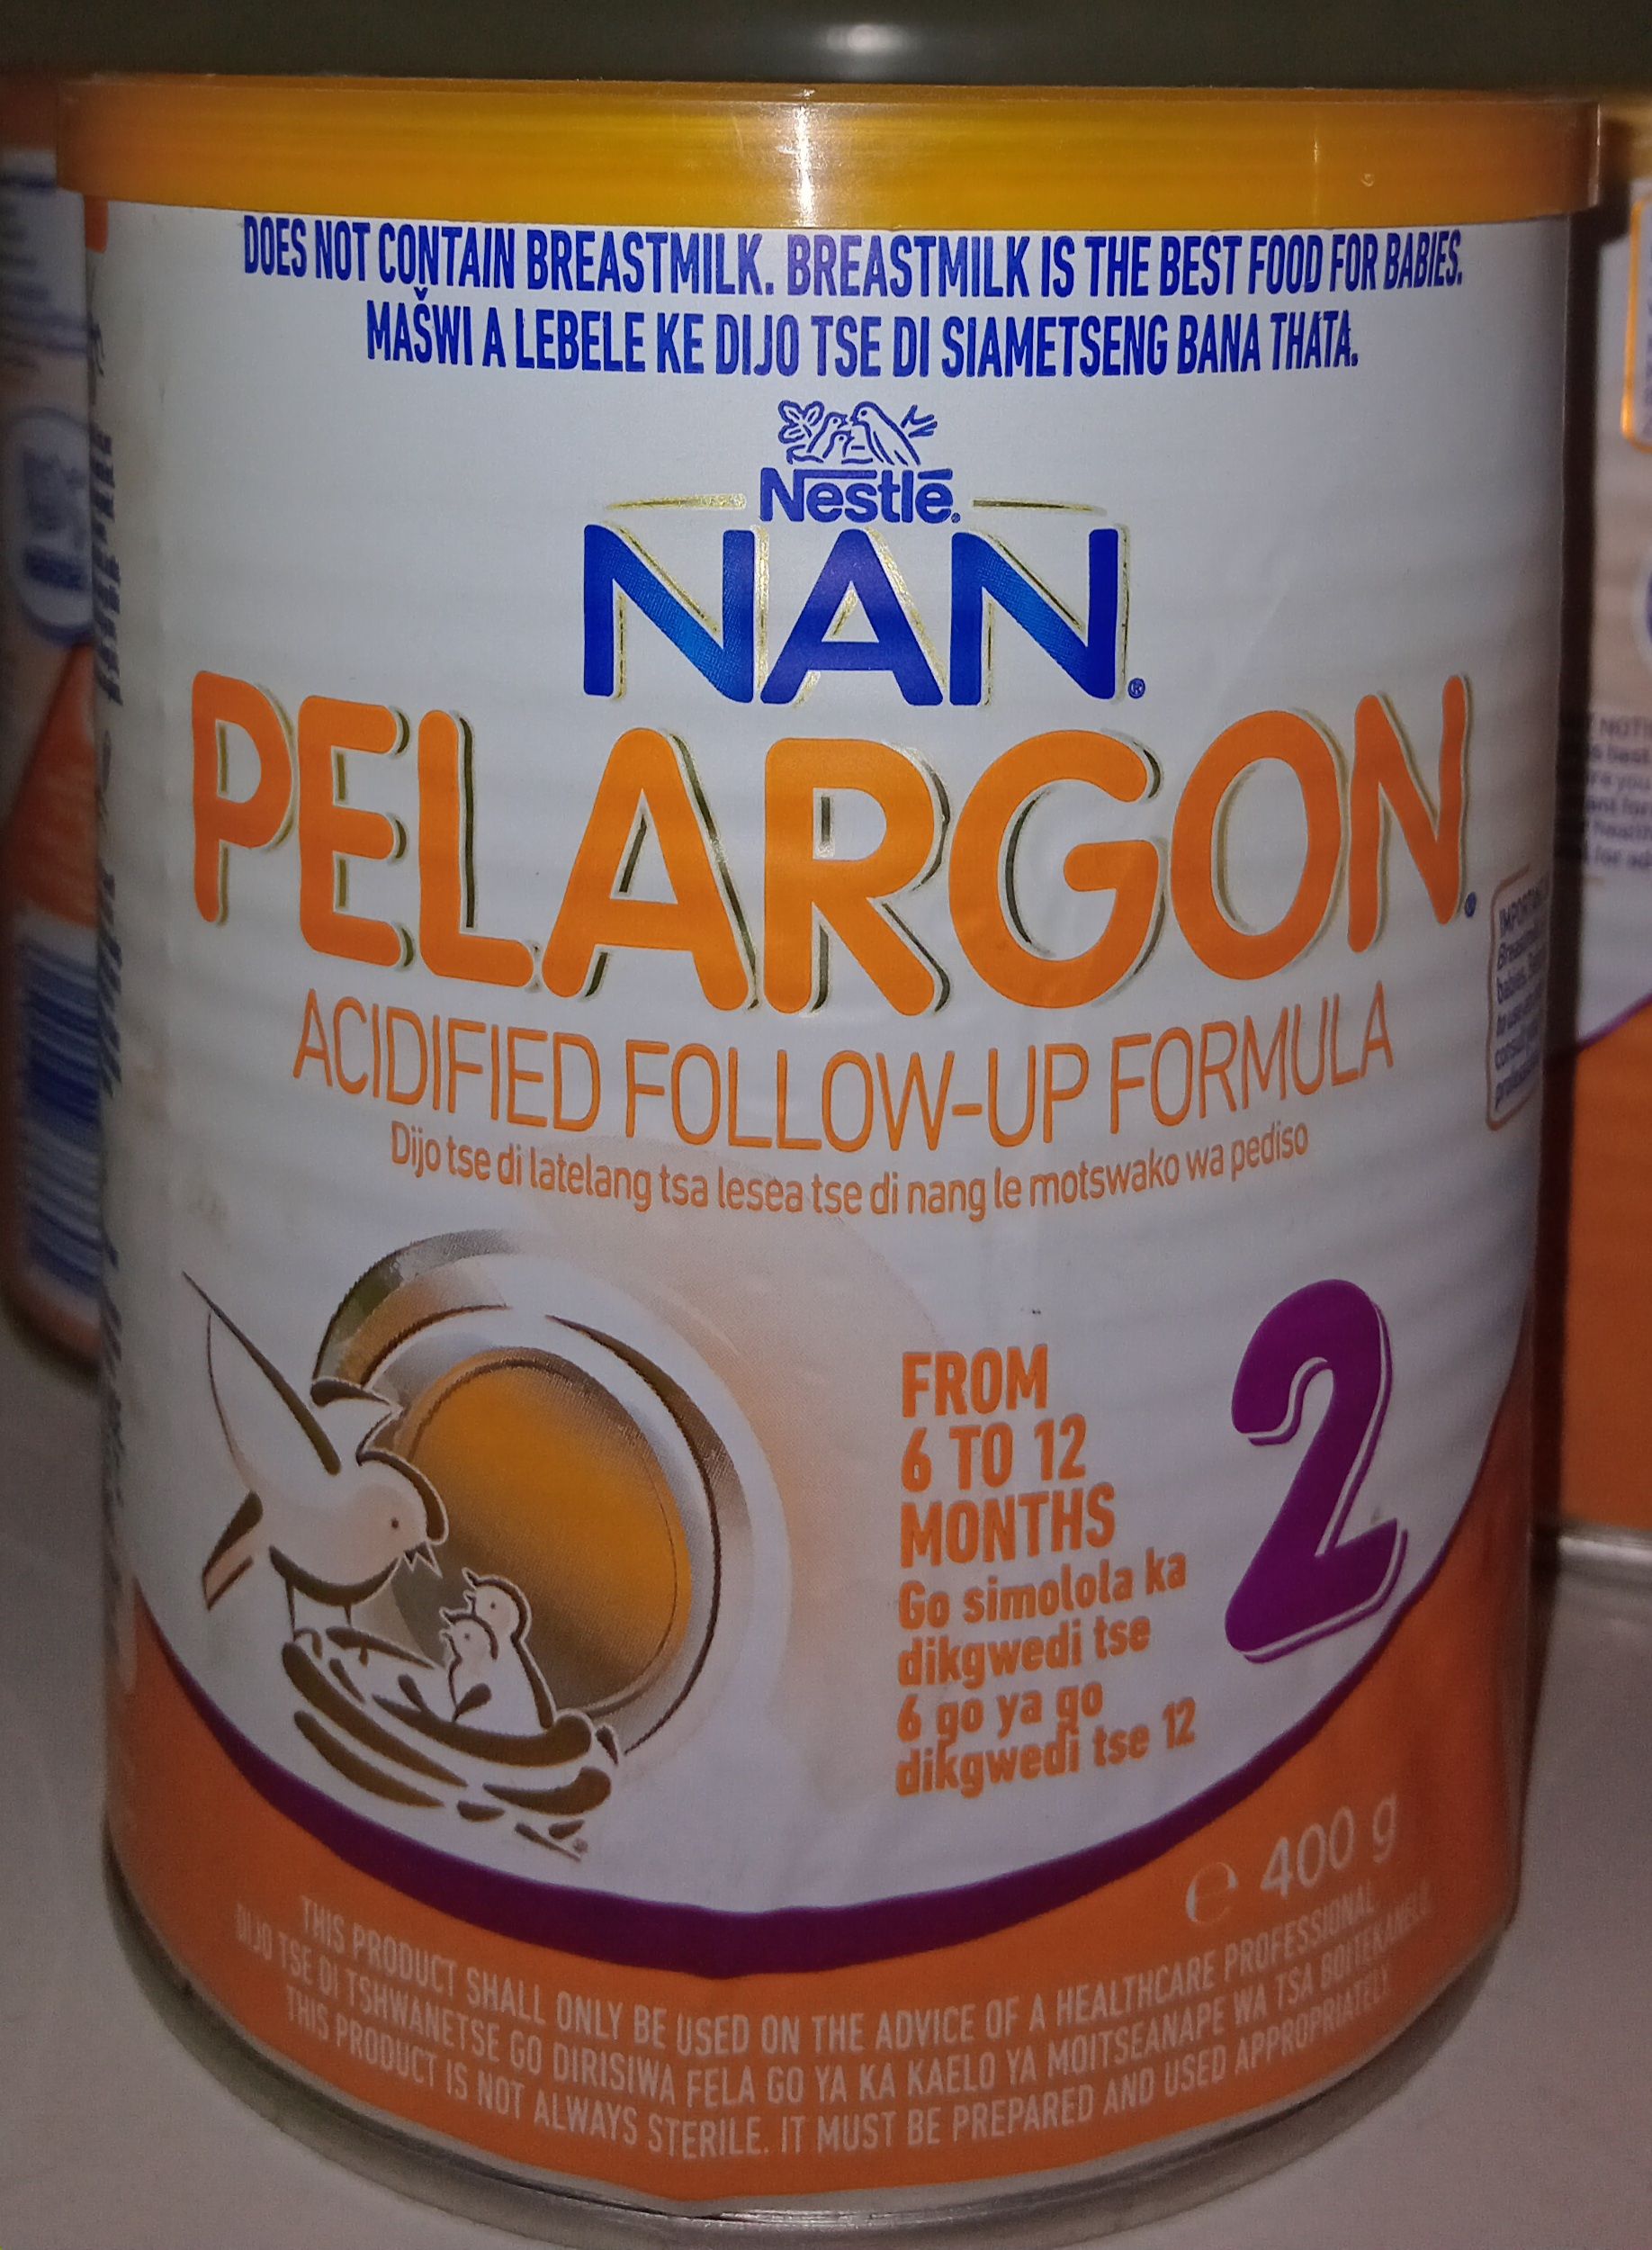 DOES NOT CONTAIN BREASTMILK. BREASTMILK IS THE BEST FOOD FOR BABIES.
MAŠWI A LEBELE KE DIJO TSE DI SIAMETSENG BANA THATA.
Nestlé.
NAN®
PELARGON®
ACIDIFIED FOLLOW-UP FORMULA
Dijo tse di latelang tsa lesea tse di nang le motswako wa pediso
FROM
6 TO 12
MONTHS
Go simolola ka
dikgwedi tse
6 go ya go
dikgwedi tse 12
2
℮ 400 g
THIS PRODUCT SHALL ONLY BE USED ON THE ADVICE OF A HEALTHCARE PROFESSIONAL
DIJO TSE DI TSHWANETSE GO DIRISIWA FELA GO YA KA KAELO YA MOITSEANAPE WA TSA BOITEKANELO
THIS PRODUCT IS NOT ALWAYS STERILE. IT MUST BE PREPARED AND USED APPROPRIATELY